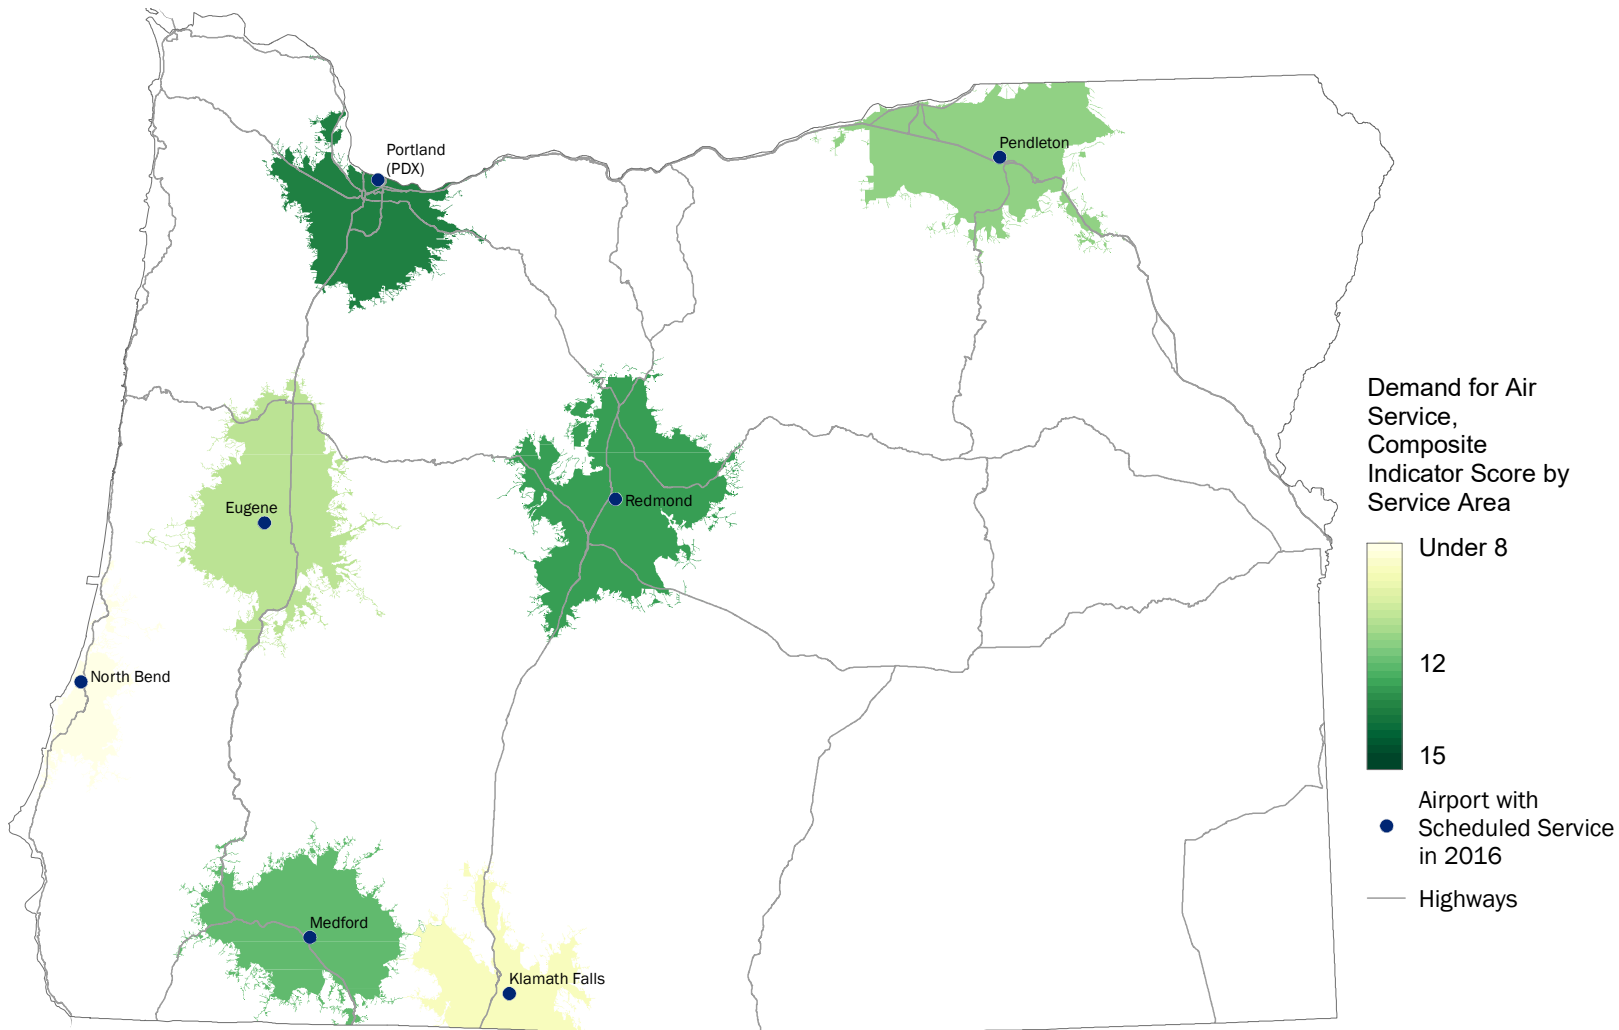 Portland
(PDX)
Pendleton
Redmond
Eugene
North Bend
Medford
Klamath Falls
Demand for Air
Service,
Composite
Indicator Score by
Service Area
Under 8
12
15
Airport with
Scheduled Service
in 2016
Highways